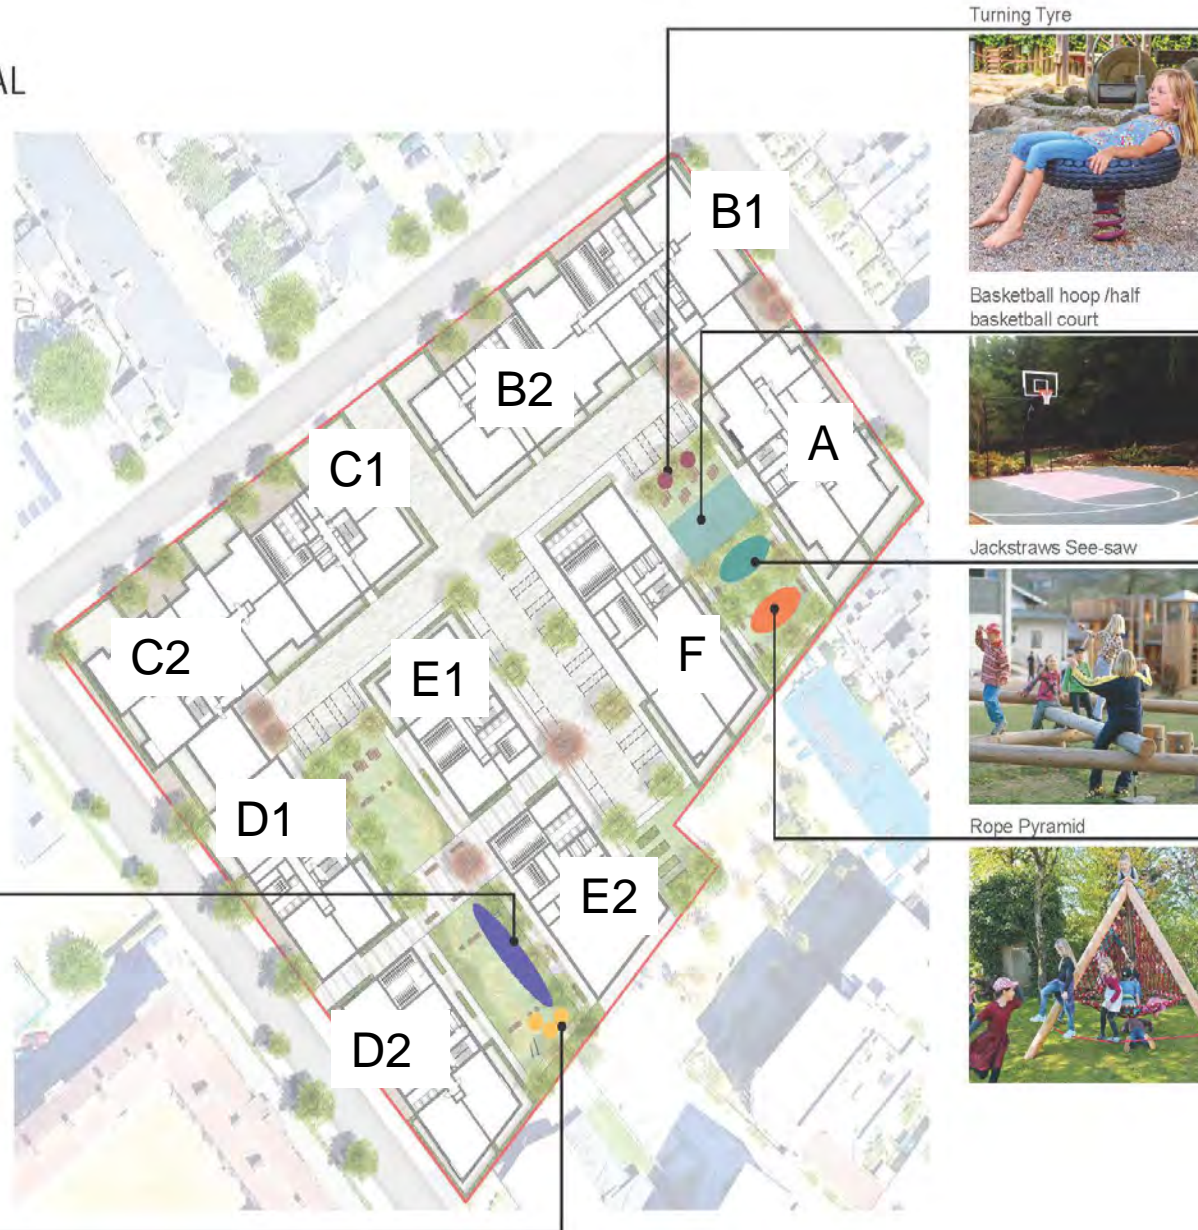 AL
Turning Tyre
Basketball hoop /half
basketball court
Jackstraws See-saw
Rope Pyramid
B1
B2
A
C1
C2
E1
F
D1
E2
D2